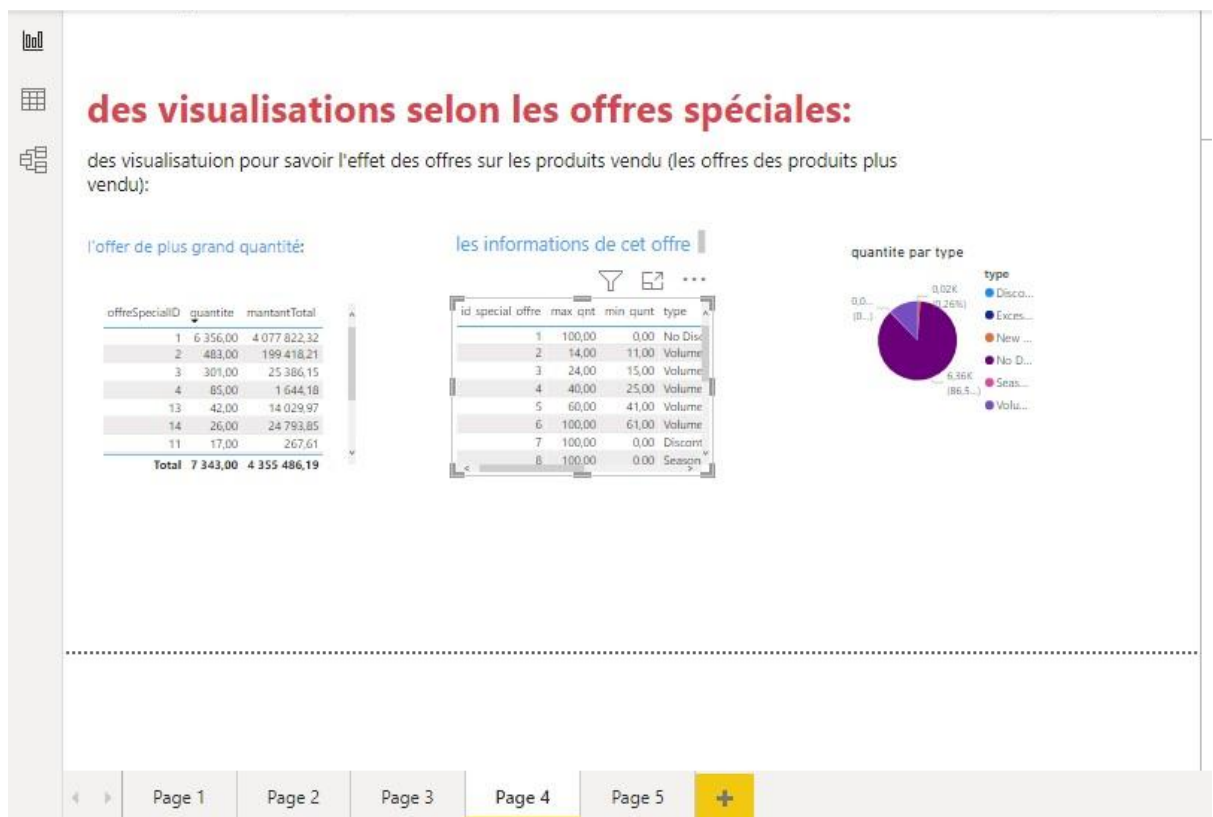 des visualisations selon les offres spéciales:
des visualisatuion pour savoir l'effet des offres sur les produits vendu (les offres des produits plus
vendu):
l'offer de plus grand quantité:
offreSpecialID quantite mantantTotal
1 6 356,00 4 077 822,32
2 483,00 199 418,21
3 301,00 25 386,15
4 85,00 1 644,18
13 42,00 14 029,97
14 26,00 24 793,85
11 17,00 267,61
Total 7 343,00 4 355 486,19
les informations de cet offre
id special offre max qnt min qunt type
1 100,00 0,00 No Disc
2 14,00 11,00 Volume
3 24,00 15,00 Volume
4 40,00 25,00 Volume
5 60,00 41,00 Volume
6 100,00 61,00 Volume
7 100,00 0,00 Discont
8 100,00 0,00 Season
quantite par type
0,02K
(0,26%)
0,0...
(0...)
6,36K
(86,5...)
type
Disco...
Exces...
New ...
No D...
Seas...
Volu...
Page 1 Page 2 Page 3 Page 4 Page 5 +